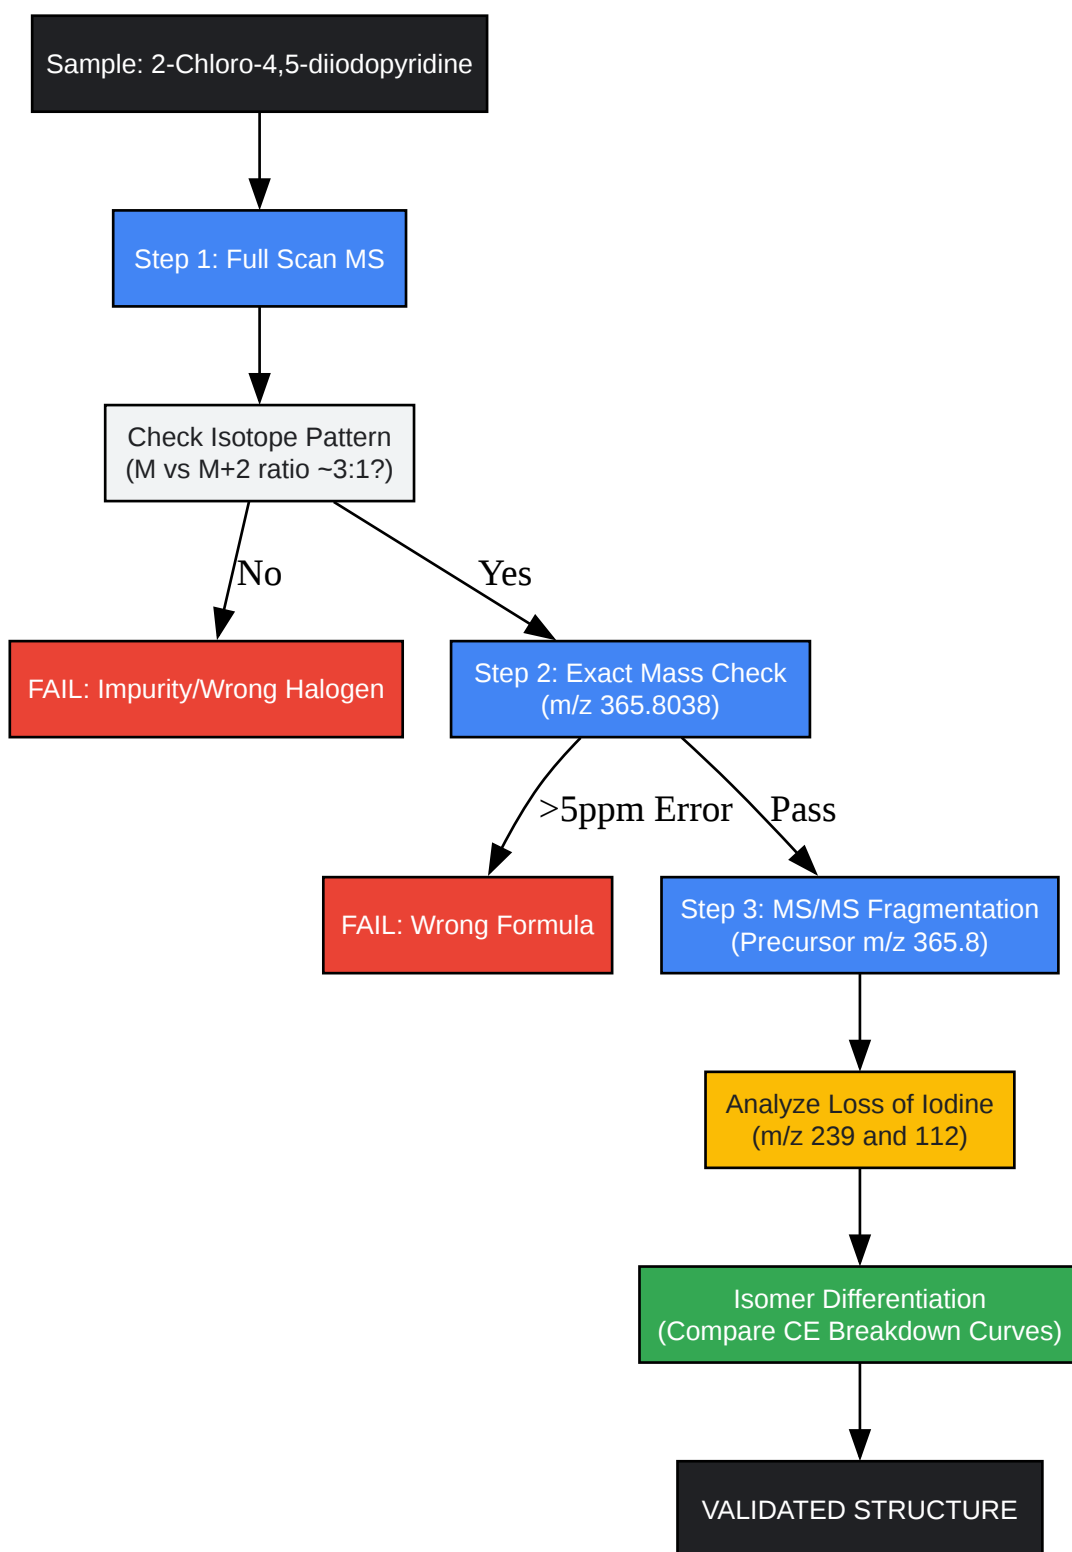 Sample: 2-Chloro-4,5-diiodopyridine
Step 1: Full Scan MS
Check Isotope Pattern
(M vs M+2 ratio ~3:1?)
No
Yes
FAIL: Impurity/Wrong Halogen
Step 2: Exact Mass Check
(m/z 365.8038)
>5ppm Error
Pass
FAIL: Wrong Formula
Step 3: MS/MS Fragmentation
(Precursor m/z 365.8)
Analyze Loss of Iodine
(m/z 239 and 112)
Isomer Differentiation
(Compare CE Breakdown Curves)
VALIDATED STRUCTURE